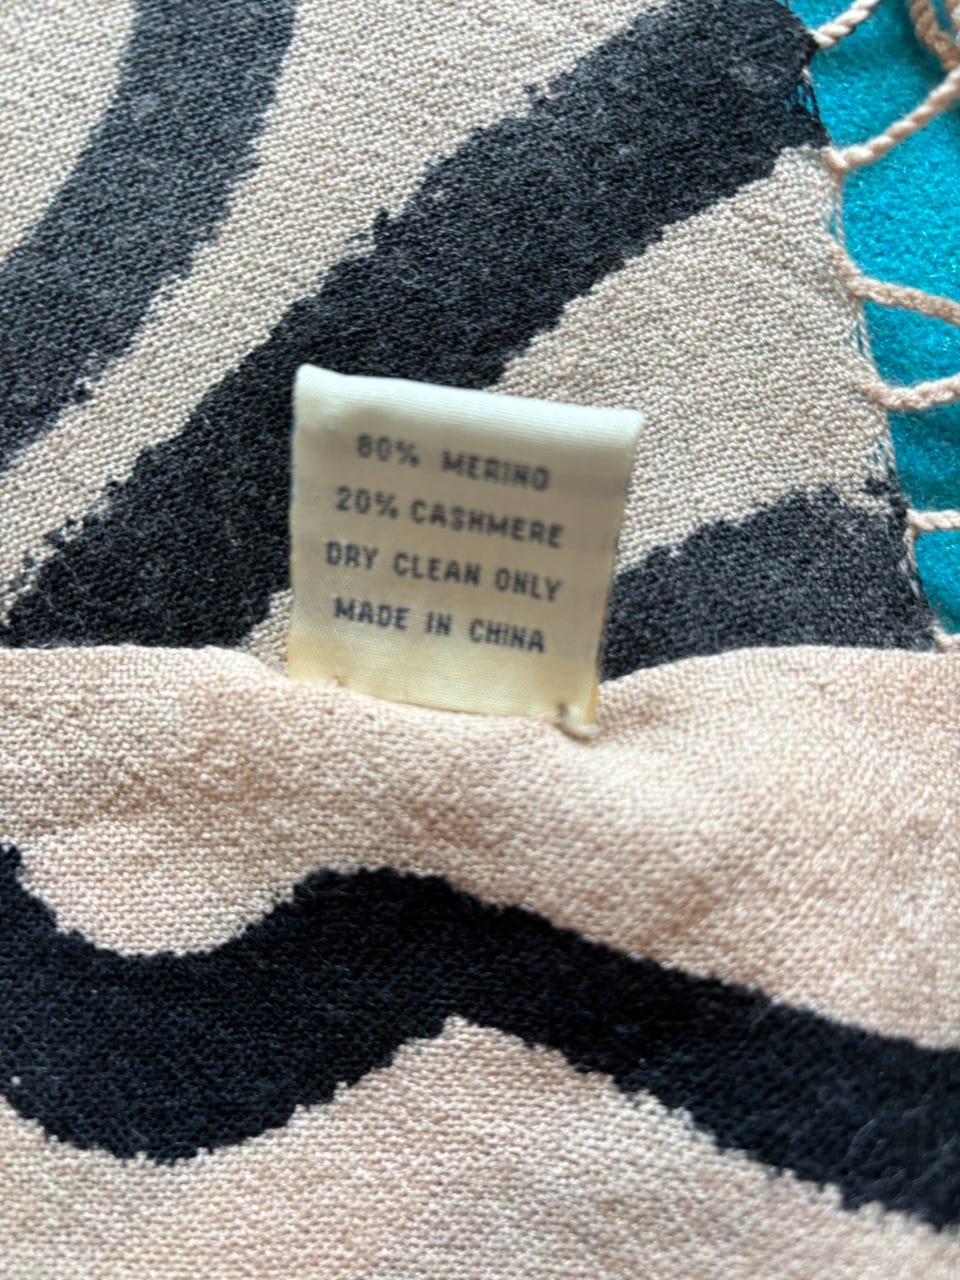 80% MERINO
20% CASHMERE
DRY CLEAN ONLY
MADE IN CHINA